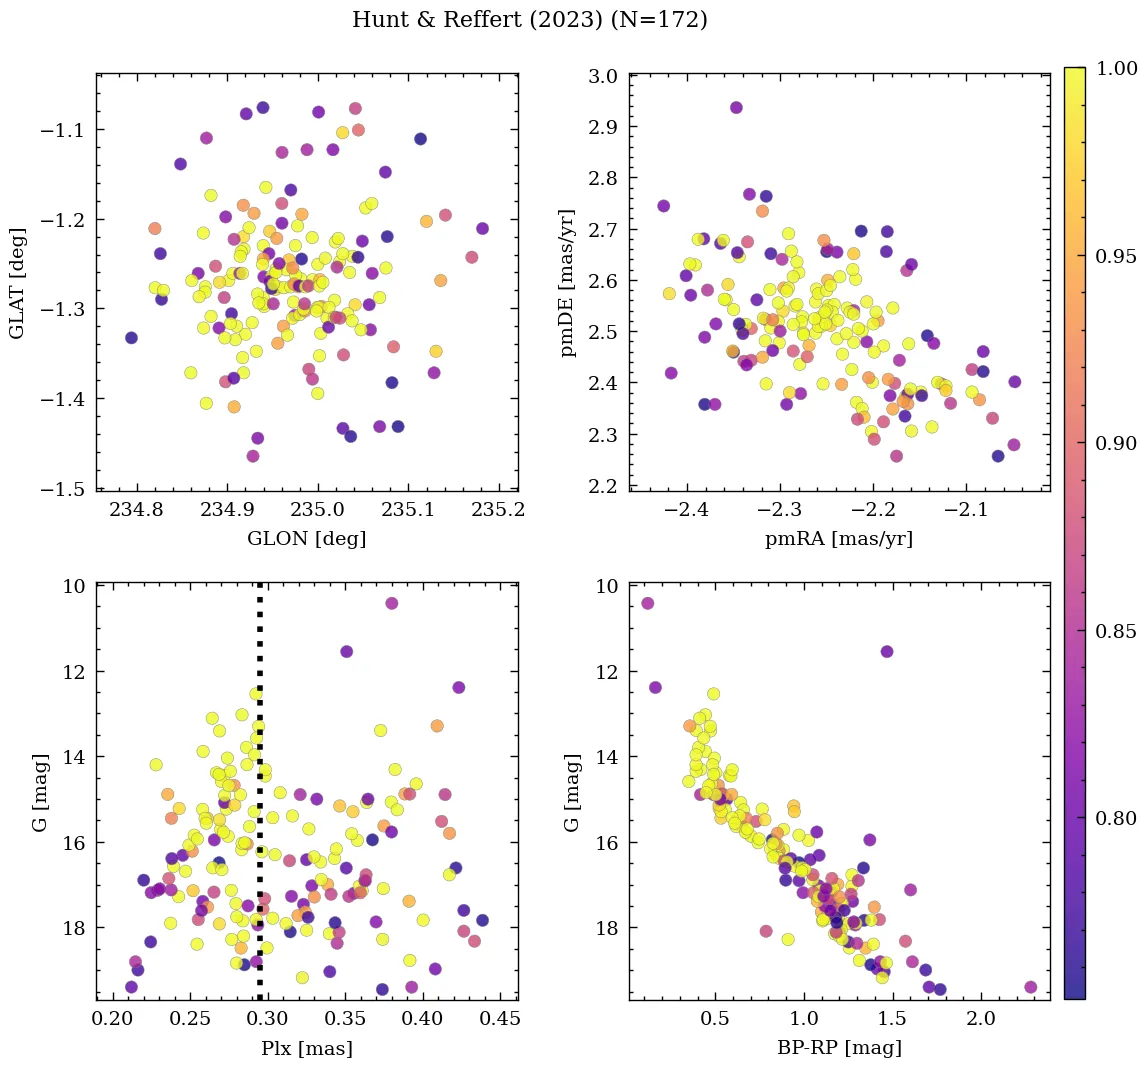 Hunt & Reffert (2023) (N=172)
−1.1
−1.2
−1.3
−1.4
−1.5
GLAT [deg]
234.8 234.9 235.0 235.1 235.2
GLON [deg]
3.0
2.9
2.8
2.7
2.6
2.5
2.4
2.3
2.2
pmDE [mas/yr]
−2.4 −2.3 −2.2 −2.1
pmRA [mas/yr]
10
12
14
16
18
G [mag]
0.20 0.25 0.30 0.35 0.40 0.45
Plx [mas]
10
12
14
16
18
G [mag]
0.5 1.0 1.5 2.0
BP-RP [mag]
1.00
0.95
0.90
0.85
0.80